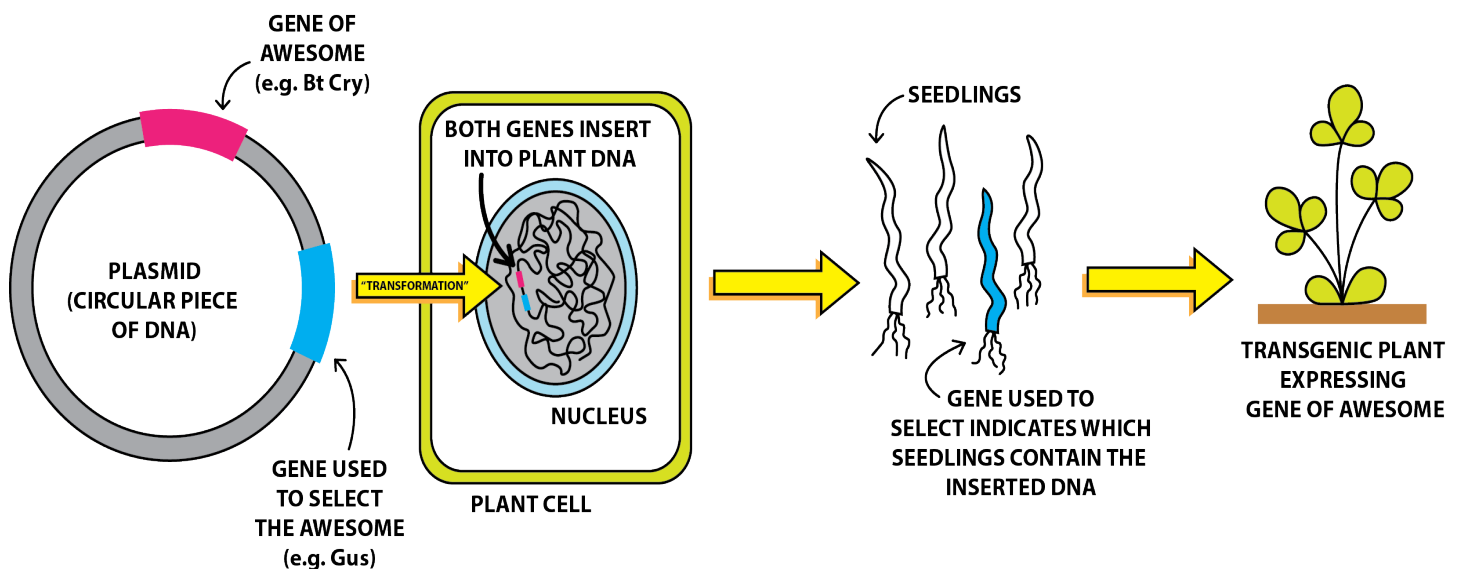 GENE OF
AWESOME
(e.g. Bt Cry)
PLASMID
(CIRCULAR PIECE
OF DNA)
GENE USED
TO SELECT
THE AWESOME
(e.g. Gus)
"TRANSFORMATION"
BOTH GENES INSERT
INTO PLANT DNA
NUCLEUS
PLANT CELL
SEEDLINGS
GENE USED TO
SELECT INDICATES WHICH
SEEDLINGS CONTAIN THE
INSERTED DNA
TRANSGENIC PLANT
EXPRESSING
GENE OF AWESOME